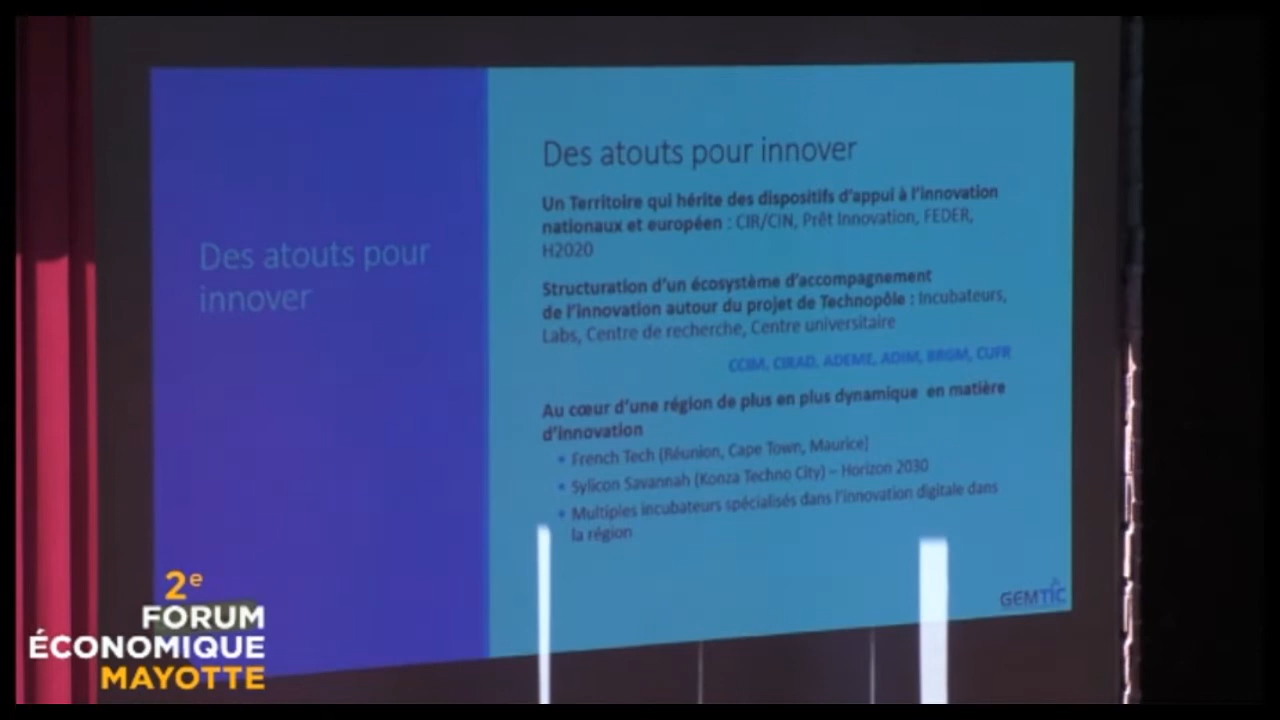 Des atouts pour
innover
Des atouts pour innover
Un Territoire qui hérite des dispositifs d'appui à l'innovation
nationaux et européen : CIR/CIN, Prêt Innovation, FEDER,
H2020
Structuration d'un écosystème d'accompagnement
de l'innovation autour du projet de Technopôle : Incubateurs,
Labs, Centre de recherche, Centre universitaire
CCIM, CIRAD, ADEME, ADIM, BRGM, CUFR
Au cœur d'une région de plus en plus dynamique en matière
d'innovation
• French Tech (Réunion, Cape Town, Maurice)
• Sylicon Savannah (Konza Techno City) – Horizon 2030
• Multiples incubateurs spécialisés dans l'innovation digitale dans
la région
GEMTIC
2e
FORUM
ÉCONOMIQUE
MAYOTTE